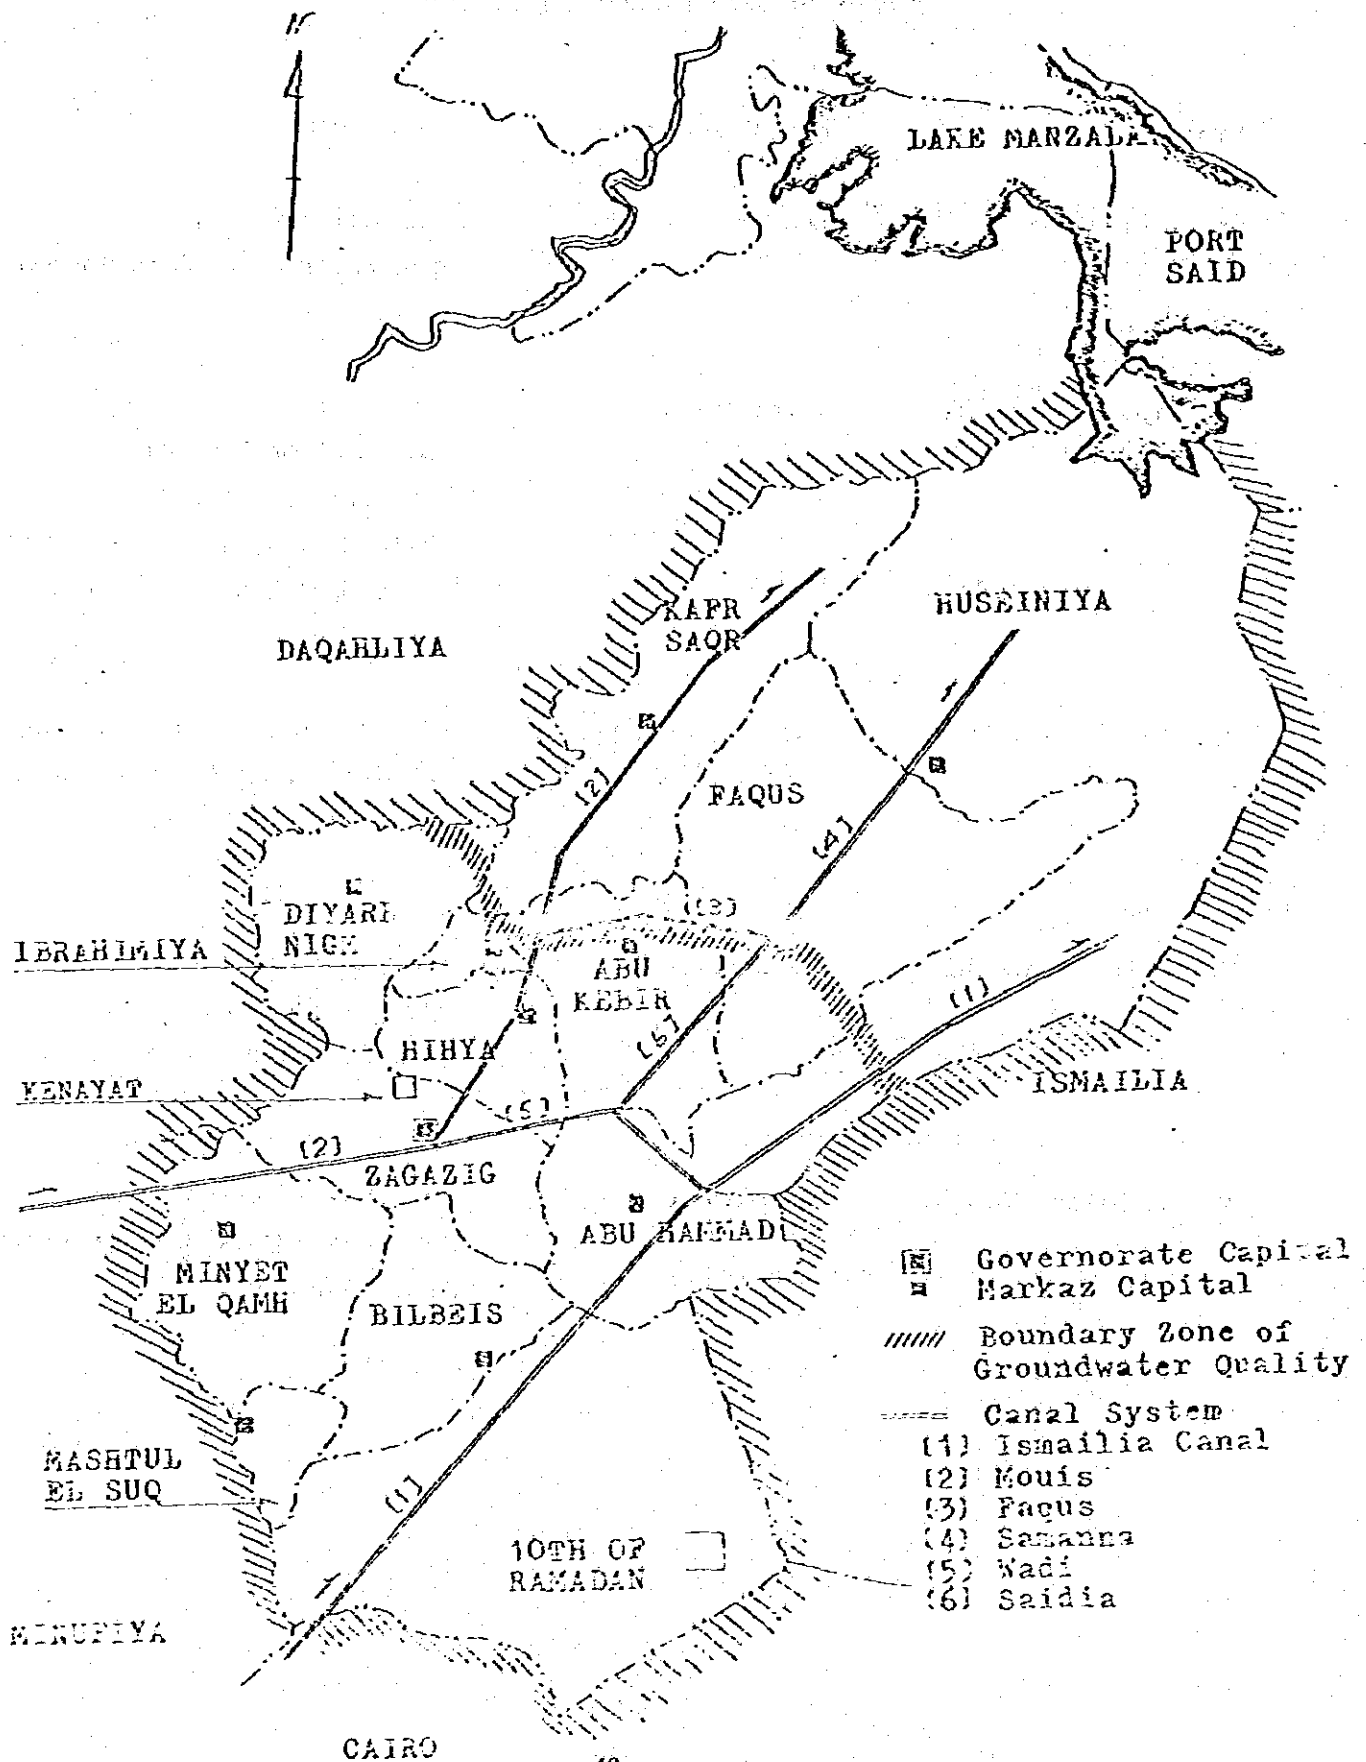 N
LAKE MANZALA
PORT
SAID
HUSEINIYA
KAFR
SAQR
DAQAHLIYA
(2)
FAQUS
(4)
(3)
DIYARB
NIGM
IBRAHIMIYA
ABU
KEBIR
(1)
(6)
HIHYA
ISMAILIA
KENAYAT
(5)
(2)
ZAGAZIG
ABU HAMMAD
MINYET
EL QAMH
BILBEIS
Governorate Capital
Markaz Capital
Boundary Zone of
Groundwater Quality
Canal System
(1) Ismailia Canal
(2) Mouis
(3) Faqus
(4) Samanna
(5) Wadi
(6) Saidia
MASHTUL
EL SUQ
(1)
10TH OF
RAMADAN
MINUFIYA
CAIRO